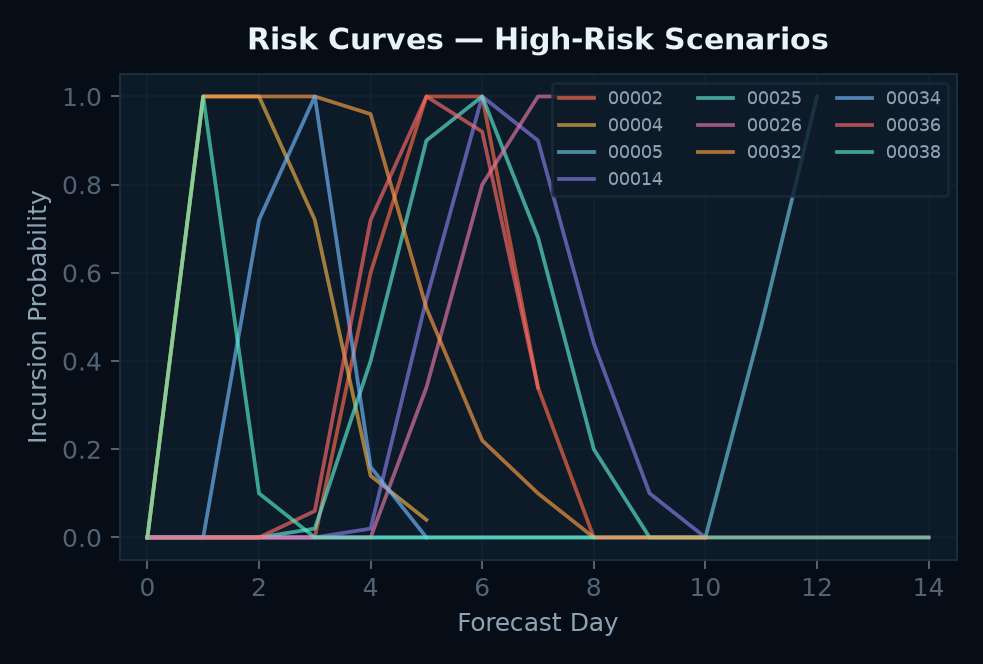 Risk Curves — High-Risk Scenarios
Incursion Probability
1.0
0.8
0.6
0.4
0.2
0.0
00002 00025 00034
00004 00026 00036
00005 00032 00038
00014
0 2 4 6 8 10 12 14
Forecast Day